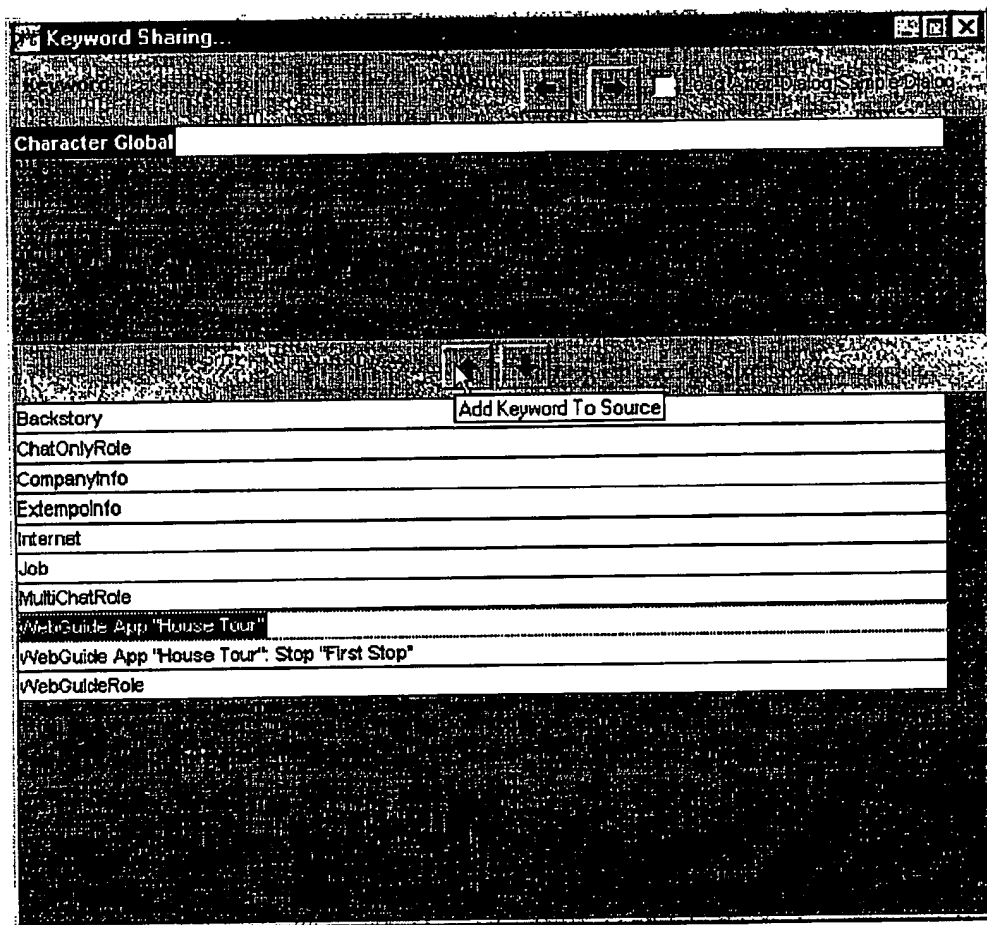 Keyword Sharing...
Keyword:
Character Global
Add Keyword To Source
Backstory
ChatOnlyRole
CompanyInfo
ExtempoInfo
Internet
Job
MultiChatRole
WebGuide App "House Tour"
WebGuide App "House Tour": Stop "First Stop"
WebGuideRole